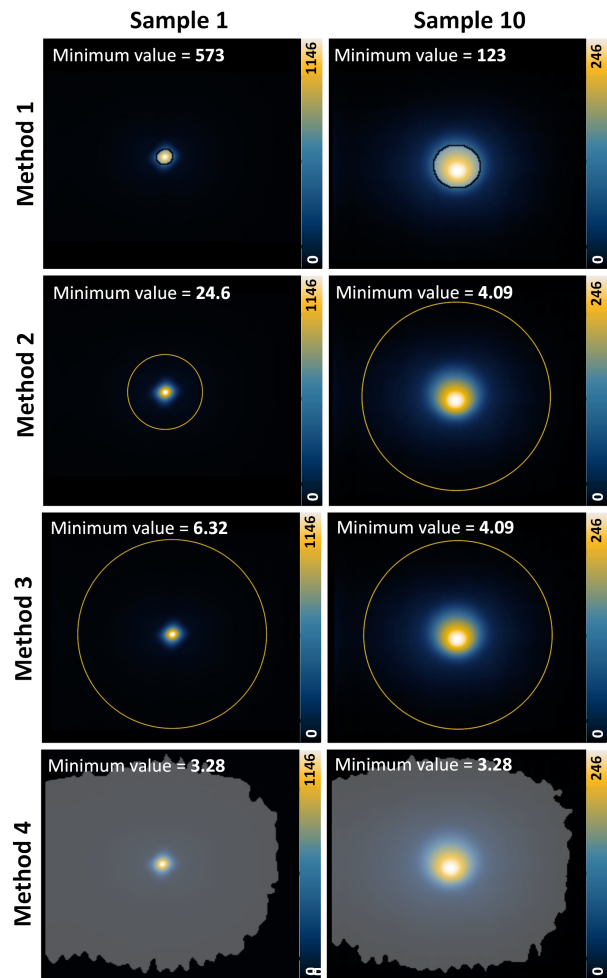 Sample 1
Sample 10
Method 1
Minimum value = 573
1146
0
Minimum value = 123
246
0
Method 2
Minimum value = 24.6
1146
0
Minimum value = 4.09
246
0
Method 3
Minimum value = 6.32
1146
0
Minimum value = 4.09
246
0
Method 4
Minimum value = 3.28
1146
Minimum value = 3.28
246
0